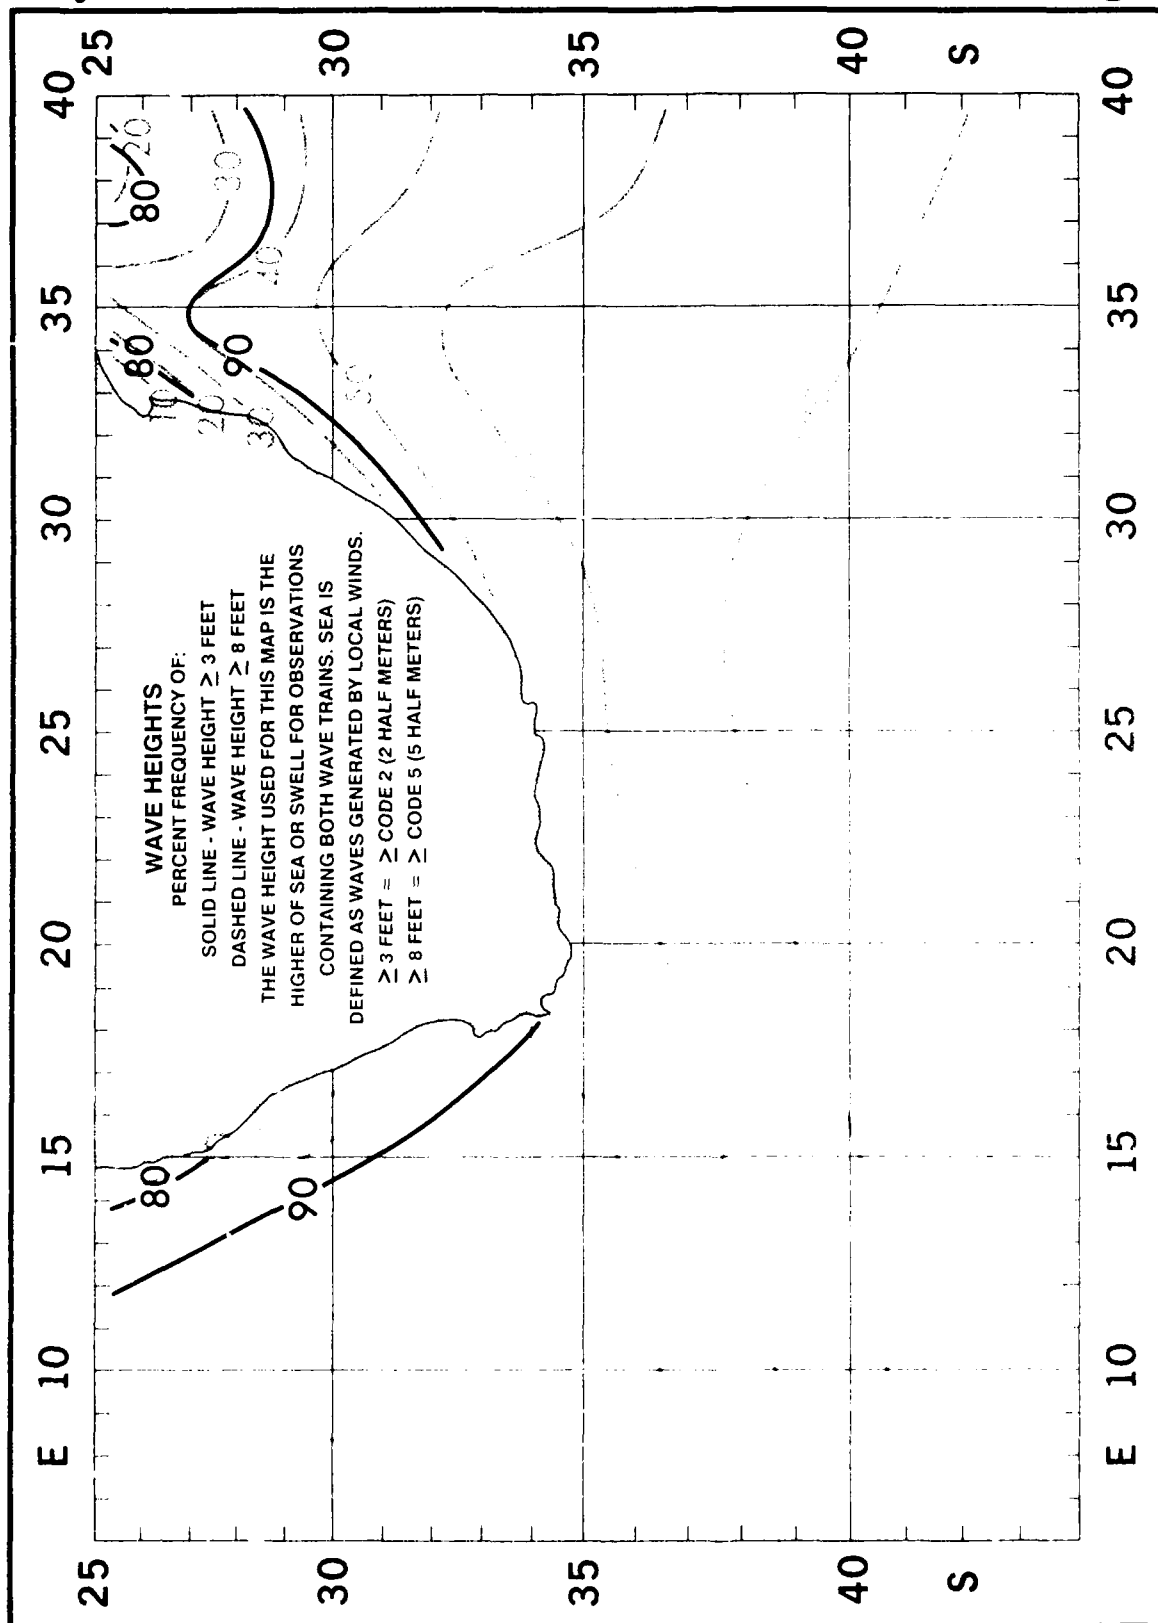 E 10 15 20 25 30 35 40
25 25
WAVE HEIGHTS
PERCENT FREQUENCY OF:
SOLID LINE - WAVE HEIGHT ≥ 3 FEET
DASHED LINE - WAVE HEIGHT ≥ 8 FEET
THE WAVE HEIGHT USED FOR THIS MAP IS THE
HIGHER OF SEA OR SWELL FOR OBSERVATIONS
CONTAINING BOTH WAVE TRAINS. SEA IS
DEFINED AS WAVES GENERATED BY LOCAL WINDS.
≥ 3 FEET = ≥ CODE 2 (2 HALF METERS)
≥ 8 FEET = ≥ CODE 5 (5 HALF METERS)
80
90
80
10
20
30
90
40
50
20
80
30
30 30
35 35
40 40
S S
E 10 15 20 25 30 35 40